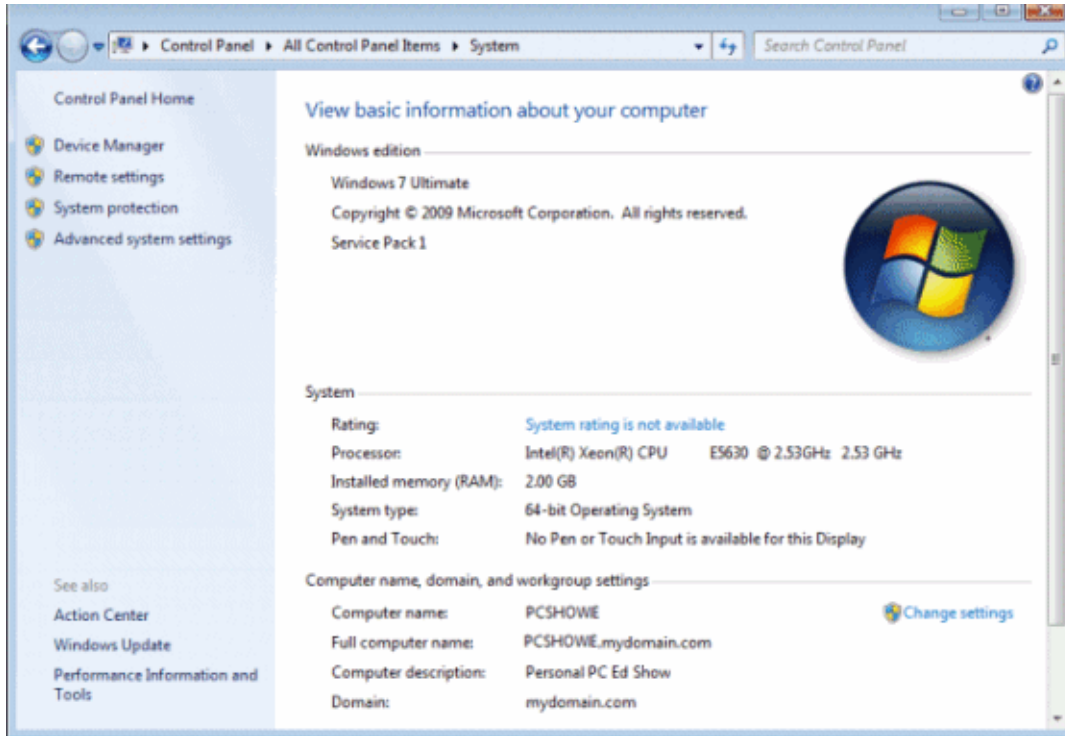 Control Panel ▸ All Control Panel Items ▸ System
Search Control Panel
Control Panel Home
Device Manager
Remote settings
System protection
Advanced system settings
See also
Action Center
Windows Update
Performance Information and
Tools
View basic information about your computer
Windows edition
Windows 7 Ultimate
Copyright © 2009 Microsoft Corporation. All rights reserved.
Service Pack 1
System
Rating: System rating is not available
Processor: Intel(R) Xeon(R) CPU E5630 @ 2.53GHz 2.53 GHz
Installed memory (RAM): 2.00 GB
System type: 64-bit Operating System
Pen and Touch: No Pen or Touch Input is available for this Display
Computer name, domain, and workgroup settings
Computer name: PCSHOWE
Change settings
Full computer name: PCSHOWE.mydomain.com
Computer description: Personal PC Ed Show
Domain: mydomain.com